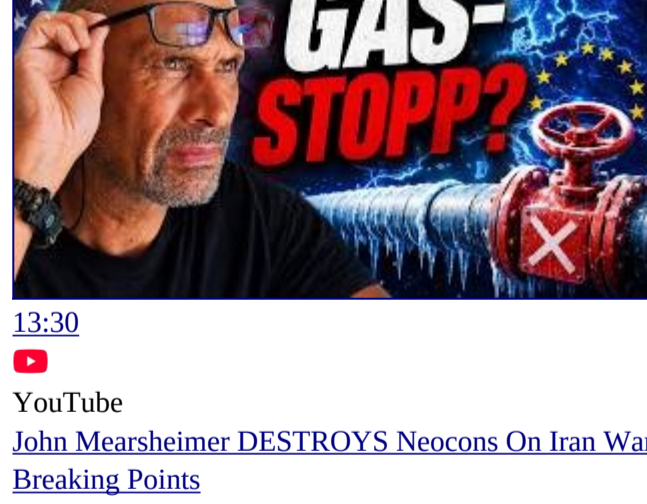 GAS-
STOPP?
13:30
YouTube
John Mearsheimer DESTROYS Neocons On Iran War
Breaking Points